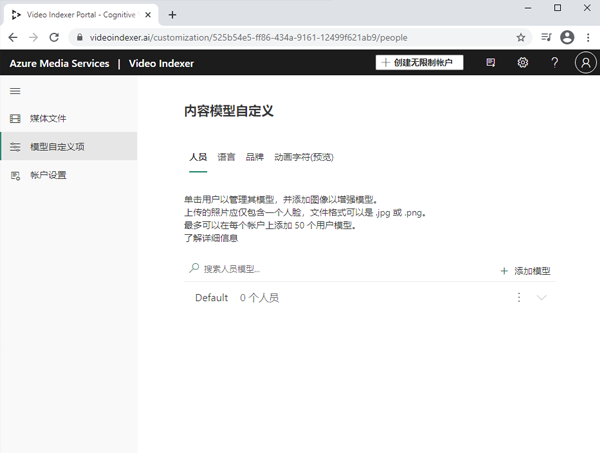 Video Indexer Portal - Cognitive
videoindexer.ai/customization/525b54e5-ff86-434a-9161-12499f621ab9/people
Azure Media Services | Video Indexer
创建无限制帐户
媒体文件
模型自定义项
帐户设置
内容模型自定义
人员 语言 品牌 动画字符(预览)
单击用户以管理其模型，并添加图像以增强模型。
上传的照片应仅包含一个人脸，文件格式可以是 .jpg 或 .png。
最多可以在每个帐户上添加 50 个用户模型。
了解详细信息
搜索人员模型...
添加模型
Default 0 个人员